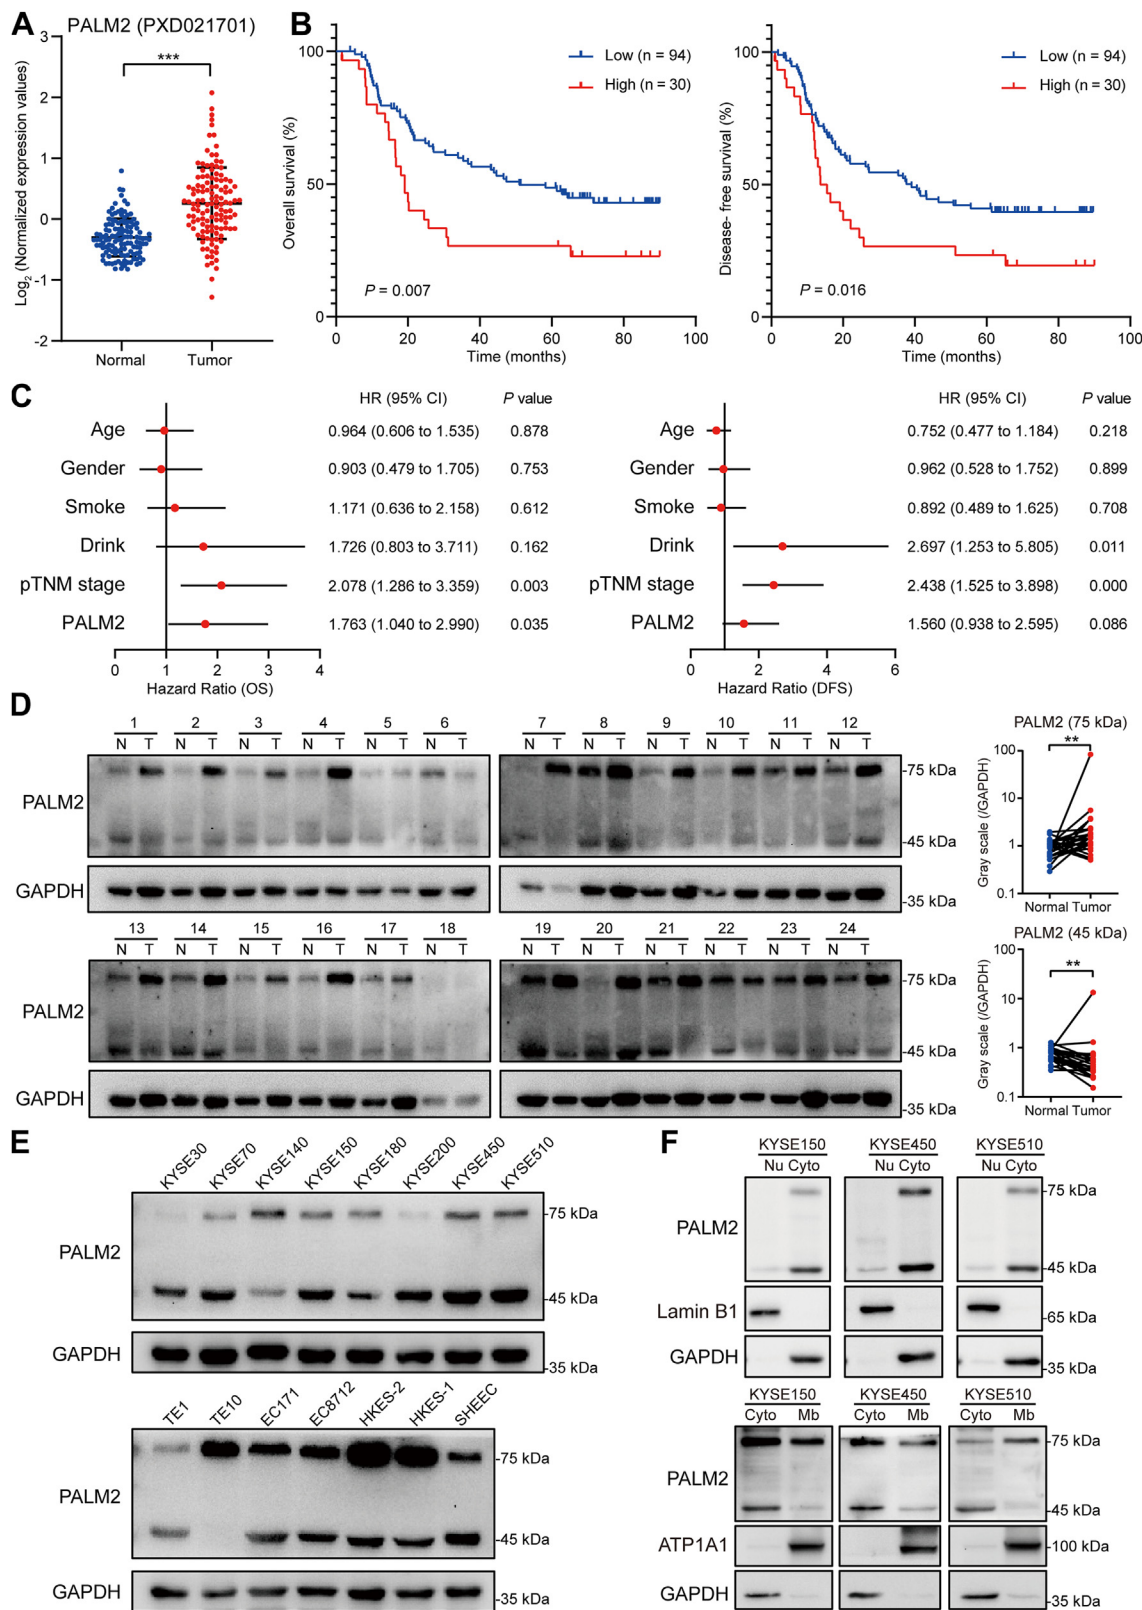 A
PALM2 (PXD021701)
***
Log2 (Normalized expression values)
3
2
1
0
-1
-2
Normal
Tumor
B
Overall survival (%)
100
50
0
Low (n = 94)
High (n = 30)
P = 0.007
0 20 40 60 80 100
Time (months)
Disease- free survival (%)
100
50
0
Low (n = 94)
High (n = 30)
P = 0.016
0 20 40 60 80 100
Time (months)
C
HR (95% CI) P value
Age 0.964 (0.606 to 1.535) 0.878
Gender 0.903 (0.479 to 1.705) 0.753
Smoke 1.171 (0.636 to 2.158) 0.612
Drink 1.726 (0.803 to 3.711) 0.162
pTNM stage 2.078 (1.286 to 3.359) 0.003
PALM2 1.763 (1.040 to 2.990) 0.035
0 1 2 3 4
Hazard Ratio (OS)
HR (95% CI) P value
Age 0.752 (0.477 to 1.184) 0.218
Gender 0.962 (0.528 to 1.752) 0.899
Smoke 0.892 (0.489 to 1.625) 0.708
Drink 2.697 (1.253 to 5.805) 0.011
pTNM stage 2.438 (1.525 to 3.898) 0.000
PALM2 1.560 (0.938 to 2.595) 0.086
0 2 4 6
Hazard Ratio (DFS)
D
1 2 3 4 5 6 7 8 9 10 11 12
N T N T N T N T N T N T N T N T N T N T N T N T
PALM2
-75 kDa
-45 kDa
GAPDH
-35 kDa
13 14 15 16 17 18 19 20 21 22 23 24
N T N T N T N T N T N T N T N T N T N T N T N T
PALM2
-75 kDa
-45 kDa
GAPDH
-35 kDa
PALM2 (75 kDa)
**
Gray scale (/GAPDH)
100
10
1
0.1
Normal Tumor
PALM2 (45 kDa)
**
Gray scale (/GAPDH)
100
10
1
0.1
Normal Tumor
E
KYSE30 KYSE70 KYSE140 KYSE150 KYSE180 KYSE200 KYSE450 KYSE510
PALM2
-75 kDa
-45 kDa
GAPDH
-35 kDa
TE1 TE10 EC171 EC8712 HKES-2 HKES-1 SHEEC
PALM2
-75 kDa
-45 kDa
GAPDH
-35 kDa
F
KYSE150 KYSE450 KYSE510
Nu Cyto Nu Cyto Nu Cyto
PALM2
-75 kDa
-45 kDa
Lamin B1
-65 kDa
GAPDH
-35 kDa
KYSE150 KYSE450 KYSE510
Cyto Mb Cyto Mb Cyto Mb
PALM2
-75 kDa
-45 kDa
ATP1A1
-100 kDa
GAPDH
-35 kDa